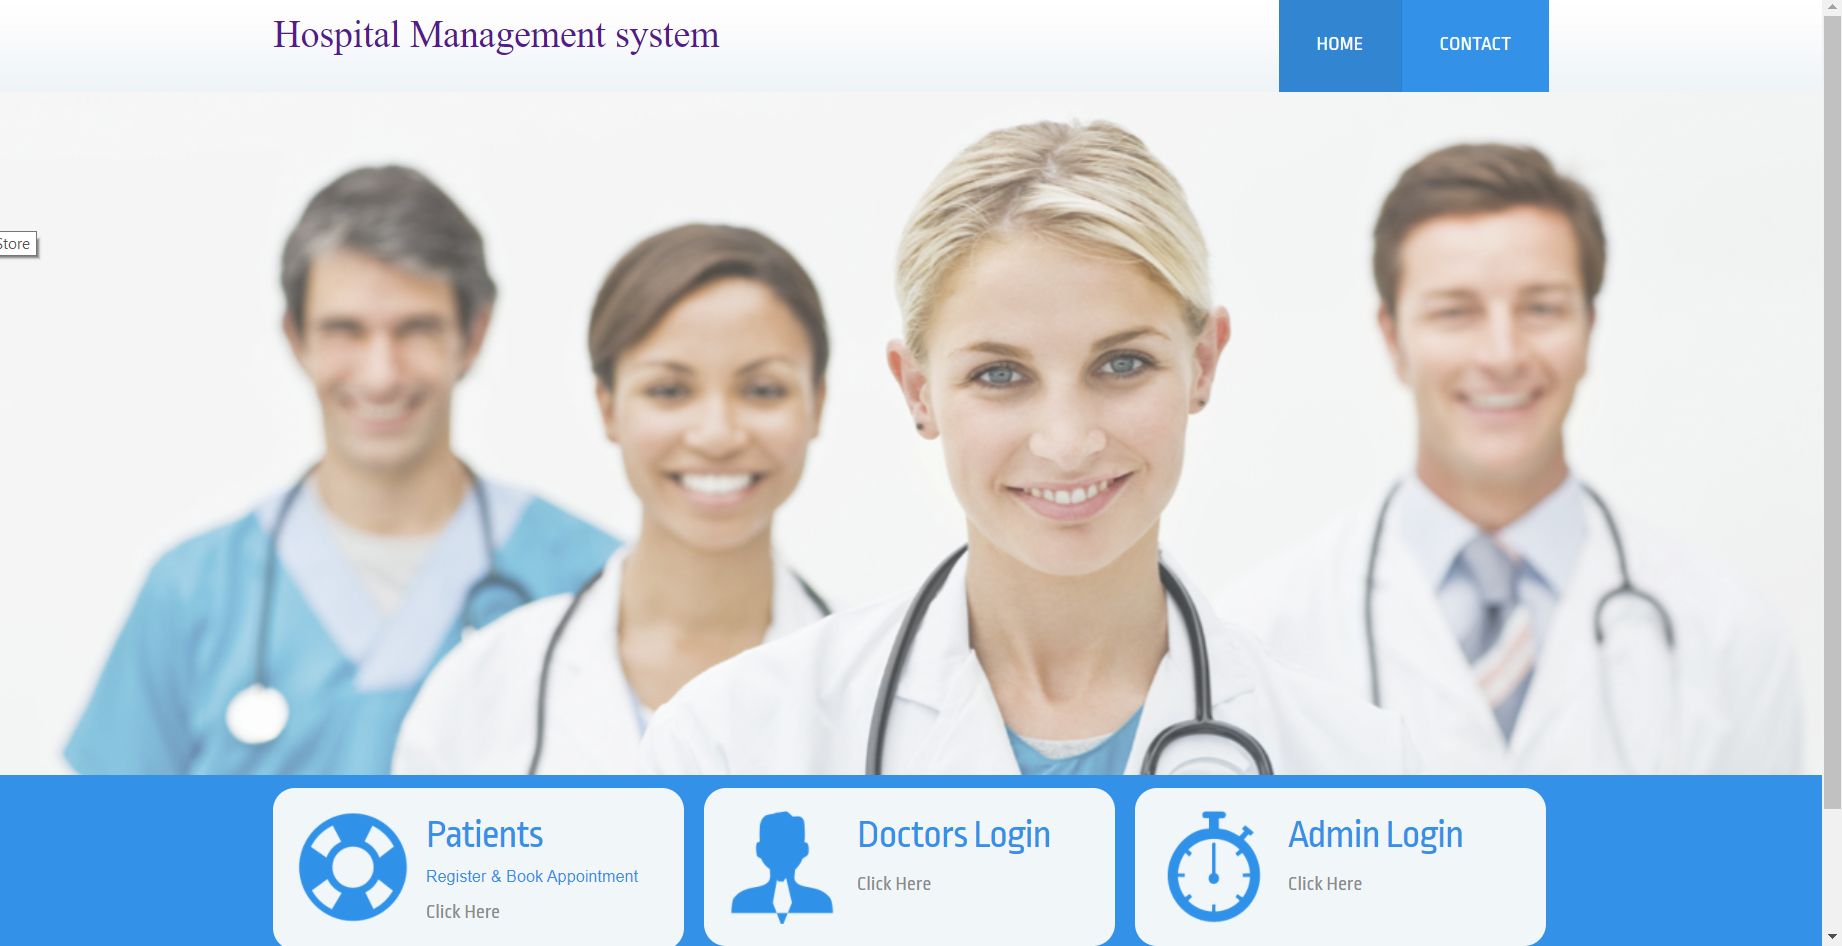 Hospital Management system
HOME
CONTACT
Store
Patients
Register & Book Appointment
Click Here
Doctors Login
Click Here
Admin Login
Click Here